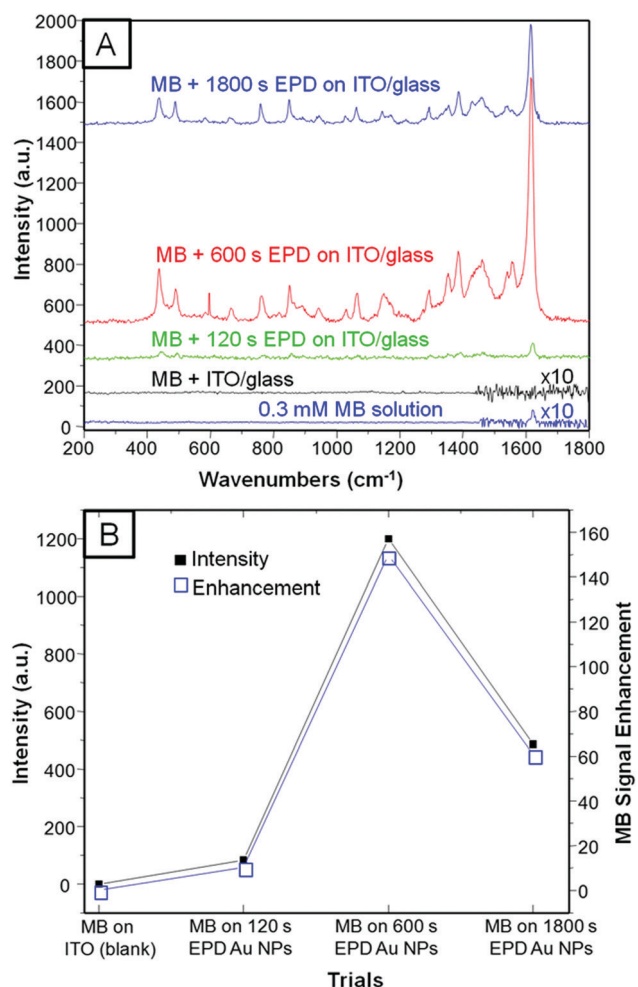 A
2000
1800
1600
1400
1200
1000
800
600
400
200
0
Intensity (a.u.)
MB + 1800 s EPD on ITO/glass
MB + 600 s EPD on ITO/glass
MB + 120 s EPD on ITO/glass
MB + ITO/glass
x10
0.3 mM MB solution
x10
200 400 600 800 1000 1200 1400 1600 1800
Wavenumbers (cm⁻¹)
B
1200
1000
800
600
400
200
0
Intensity (a.u.)
Intensity
Enhancement
160
140
120
100
80
60
40
20
0
MB Signal Enhancement
MB on MB on 120 s MB on 600 s MB on 1800 s
ITO (blank) EPD Au NPs EPD Au NPs EPD Au NPs
Trials